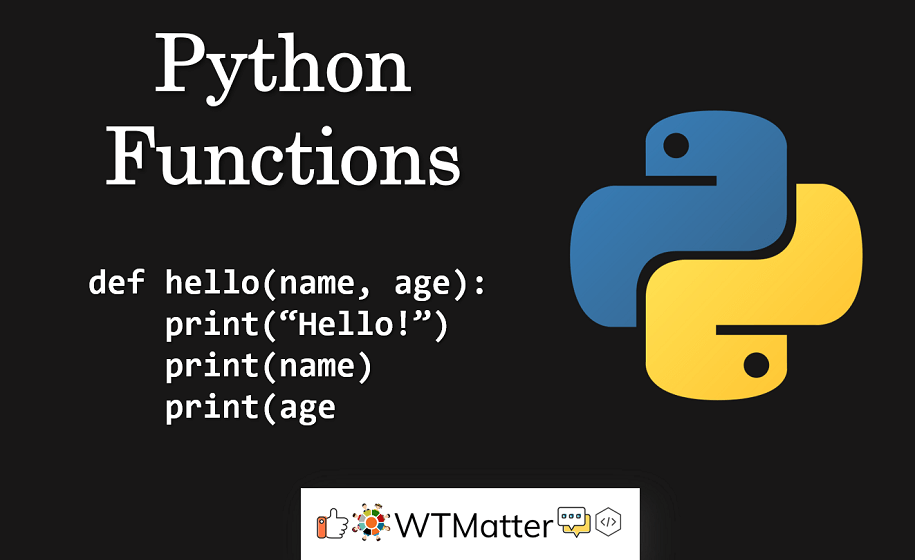 Python
Functions
def hello(name, age):
    print(“Hello!”)
    print(name)
    print(age
WTMatter
</>